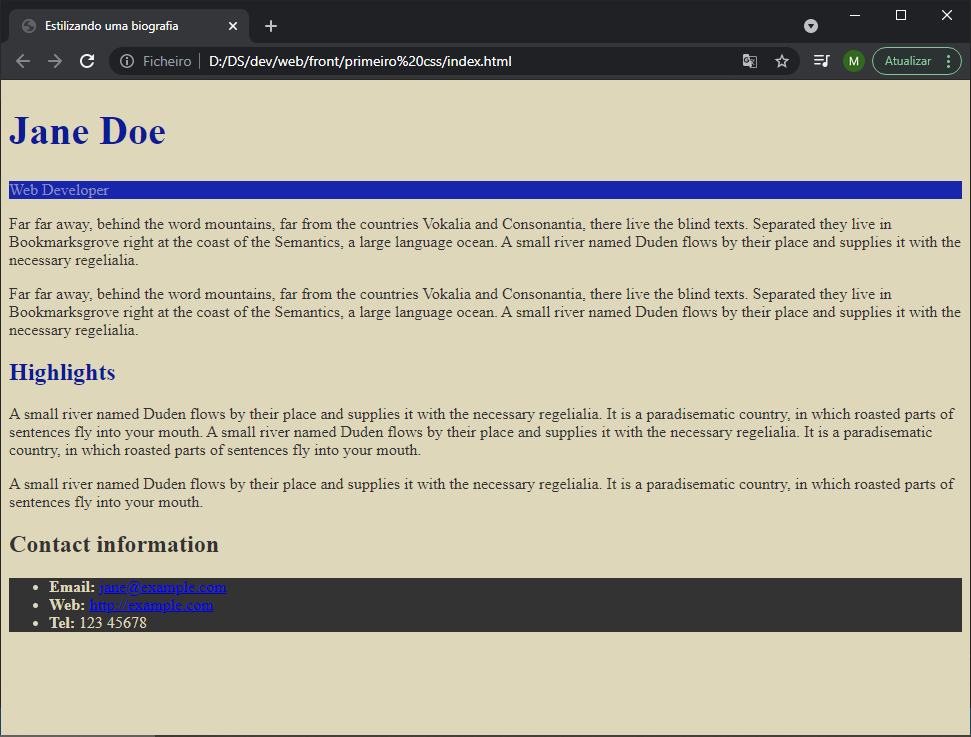 Estilizando uma biografia
Ficheiro D:/DS/dev/web/front/primeiro%20css/index.html M Atualizar
Jane Doe
Web Developer
Far far away, behind the word mountains, far from the countries Vokalia and Consonantia, there live the blind texts. Separated they live in
Bookmarksgrove right at the coast of the Semantics, a large language ocean. A small river named Duden flows by their place and supplies it with the
necessary regelialia.
Far far away, behind the word mountains, far from the countries Vokalia and Consonantia, there live the blind texts. Separated they live in
Bookmarksgrove right at the coast of the Semantics, a large language ocean. A small river named Duden flows by their place and supplies it with the
necessary regelialia.
Highlights
A small river named Duden flows by their place and supplies it with the necessary regelialia. It is a paradisematic country, in which roasted parts of
sentences fly into your mouth. A small river named Duden flows by their place and supplies it with the necessary regelialia. It is a paradisematic
country, in which roasted parts of sentences fly into your mouth.
A small river named Duden flows by their place and supplies it with the necessary regelialia. It is a paradisematic country, in which roasted parts of
sentences fly into your mouth.
Contact information
• Email: jane@example.com
• Web: http://example.com
• Tel: 123 45678